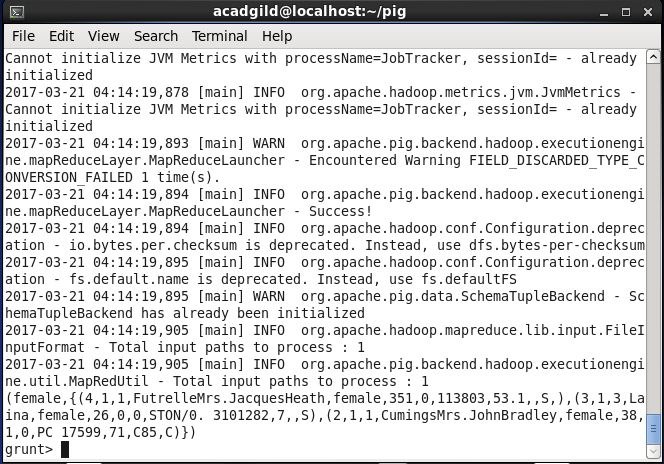 acadgild@localhost:~/pig
File Edit View Search Terminal Help
Cannot initialize JVM Metrics with processName=JobTracker, sessionId= - already
initialized
2017-03-21 04:14:19,878 [main] INFO  org.apache.hadoop.metrics.jvm.JvmMetrics -
Cannot initialize JVM Metrics with processName=JobTracker, sessionId= - already
initialized
2017-03-21 04:14:19,893 [main] WARN  org.apache.pig.backend.hadoop.executionengi
ne.mapReduceLayer.MapReduceLauncher - Encountered Warning FIELD_DISCARDED_TYPE_C
ONVERSION_FAILED 1 time(s).
2017-03-21 04:14:19,894 [main] INFO  org.apache.pig.backend.hadoop.executionengi
ne.mapReduceLayer.MapReduceLauncher - Success!
2017-03-21 04:14:19,894 [main] INFO  org.apache.hadoop.conf.Configuration.deprec
ation - io.bytes.per.checksum is deprecated. Instead, use dfs.bytes-per-checksum
2017-03-21 04:14:19,895 [main] INFO  org.apache.hadoop.conf.Configuration.deprec
ation - fs.default.name is deprecated. Instead, use fs.defaultFS
2017-03-21 04:14:19,895 [main] WARN  org.apache.pig.data.SchemaTupleBackend - Sc
hemaTupleBackend has already been initialized
2017-03-21 04:14:19,905 [main] INFO  org.apache.hadoop.mapreduce.lib.input.FileI
nputFormat - Total input paths to process : 1
2017-03-21 04:14:19,905 [main] INFO  org.apache.pig.backend.hadoop.executionengi
ne.util.MapRedUtil - Total input paths to process : 1
(female,{(4,1,1,FutrelleMrs.JacquesHeath,female,351,0,113803,53.1,,S,),(3,1,3,La
ina,female,26,0,0,STON/0. 3101282,7,,S),(2,1,1,CumingsMrs.JohnBradley,female,38,
1,0,PC 17599,71,C85,C)})
grunt>